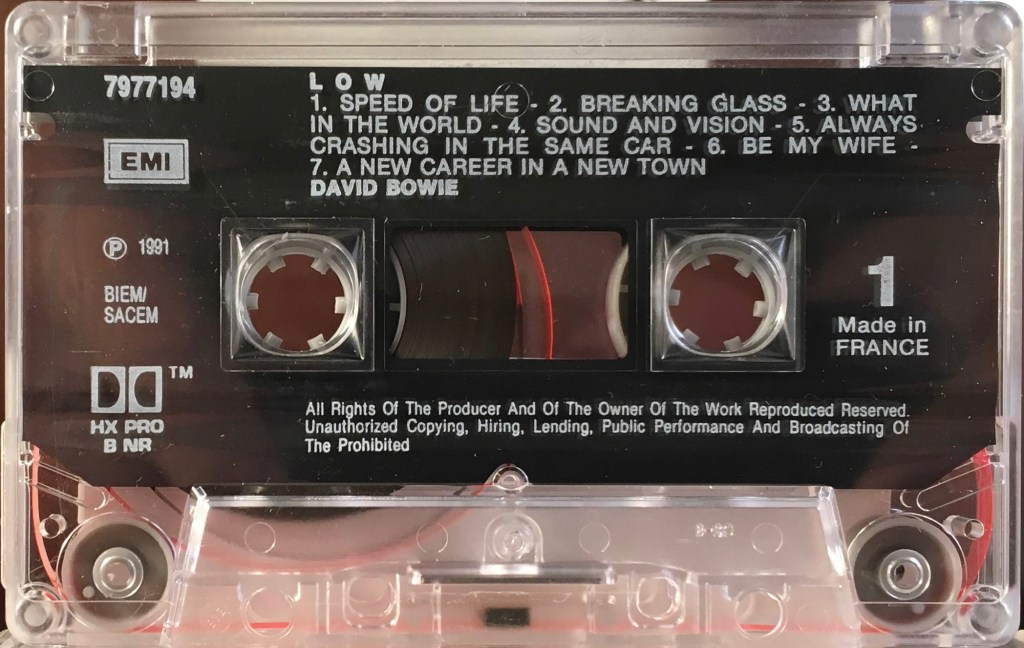 7977194
L O W
1. SPEED OF LIFE - 2. BREAKING GLASS - 3. WHAT
IN THE WORLD - 4. SOUND AND VISION - 5. ALWAYS
CRASHING IN THE SAME CAR - 6. BE MY WIFE -
7. A NEW CAREER IN A NEW TOWN
DAVID BOWIE
EMI
℗ 1991
BIEM/
SACEM
TM
HX PRO
B NR
1
Made in
FRANCE
All Rights Of The Producer And Of The Owner Of The Work Reproduced Reserved.
Unauthorized Copying, Hiring, Lending, Public Performance And Broadcasting Of
The Prohibited